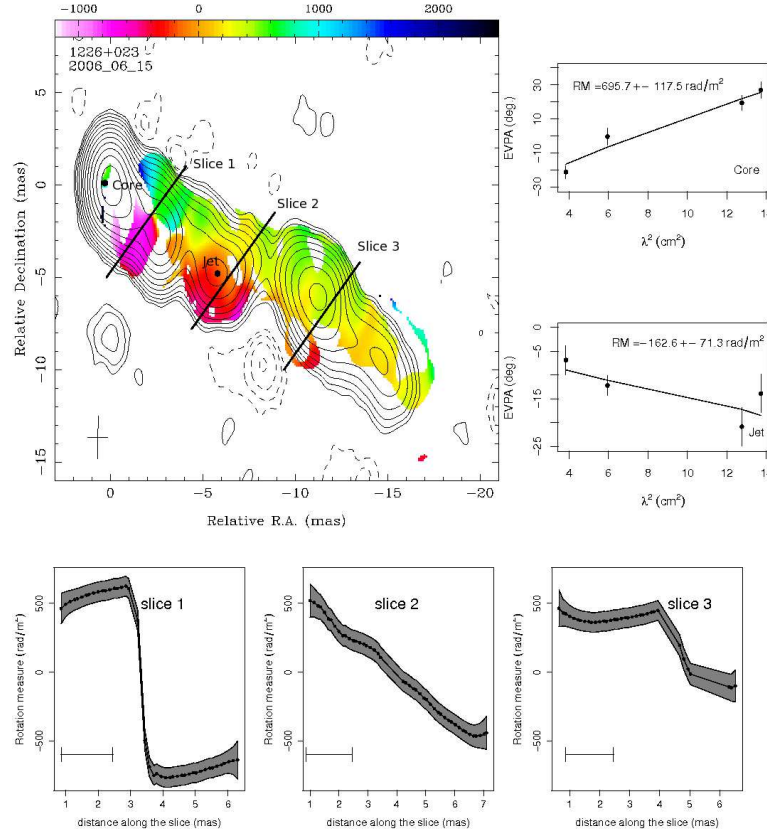 −1000 0 1000 2000
1226+023
2006_06_15
5
0
−5
−10
−15
Relative Declination (mas)
Slice 1
Core
Slice 2
Jet
Slice 3
0 −5 −10 −15 −20
Relative R.A. (mas)
EVPA (deg.)
30
10
−10
−30
RM =695.7 +− 117.5 rad/m²
Core
4 6 8 10 12 14
λ² (cm²)
EVPA (deg.)
0
−5
−15
−25
RM =−162.6 +− 71.3 rad/m²
Jet
4 6 8 10 12 14
λ² (cm²)
Rotation measure (rad/m²)
500
0
−500
slice 1
1 2 3 4 5 6
distance along the slice (mas)
Rotation measure (rad/m²)
500
0
−500
slice 2
1 2 3 4 5 6 7
distance along the slice (mas)
Rotation measure (rad/m²)
500
0
−500
slice 3
1 2 3 4 5 6
distance along the slice (mas)